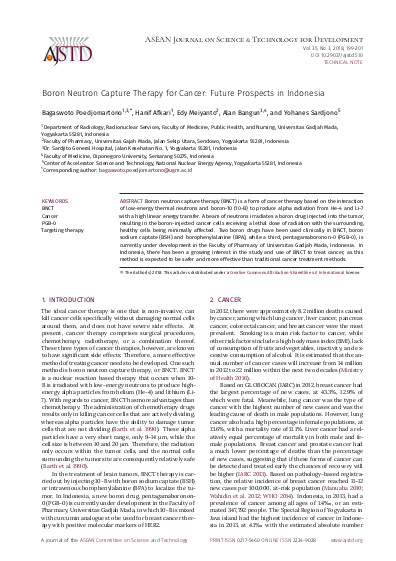 AJSTD
ASEAN Journal on Science & Technology for Development
Vol 35, No 3, 2018, 199–201
DOI 10.29037/ajstd.510
TECHNICAL NOTE
Boron Neutron Capture Therapy for Cancer: Future Prospects in Indonesia
Bagaswoto Poedjomartono1,3,*, Hanif Afkari1, Edy Meiyanto2, Aian Bangun3,4, and Yohanes Sardjono5
1Department of Radiology, Radionuclear Services, Faculty of Medicine, Public Health, and Nursing, Universitas Gadjah Mada,
Yogyakarta 55281, Indonesia
2Faculty of Pharmacy, Universitas Gajah Mada, Jalan Sekip Utara, Sendowo, Yogyakarta 55281, Indonesia
3Dr. Sardjito General Hospital, Jalan Kesehatan No. 1, Yogyakarta 55281, Indonesia
4Faculty of Medicine, Diponegoro University, Semarang 50275, Indonesia
5Center of Accelerator Science and Technology, National Nuclear Energy Agency, Yogyakarta 55281, Indonesia
*Corresponding author: bagaswoto.poedjomartono@ugm.ac.id
KEYWORDS
BNCT
Cancer
PGB-0
Targeting therapy
ABSTRACT Boron neutron capture therapy (BNCT) is a form of cancer therapy based on the interaction
of low-energy thermal neutrons and boron-10 (10-B) to produce alpha radiation from He-4 and Li-7
with high linear energy transfer. A beam of neutrons irradiates a boron drug injected into the tumor,
resulting in the boron-injected cancer cells receiving a lethal dose of radiation with the surrounding,
healthy cells being minimally affected. Two boron drugs have been used clinically in BNCT, boron
sodium captate (BSH) and borophenylalanine (BPA), while a third, pentagamaboronon-0 (PGB-0), is
currently under development in the Faculty of Pharmacy of Universitas Gadjah Mada, Indonesia. In
Indonesia, there has been a growing interest in the study and use of BNCT to treat cancer, as this
method is expected to be safer and more effective than traditional cancer treatment methods.
© The author(s) 2018. This article is distributed under a Creative Commons Attribution-ShareAlike 4.0 International license.
1. INTRODUCTION
The ideal cancer therapy is one that is non-invasive, can
kill cancer cells specifically without damaging normal cells
around them, and does not have severe side effects. At
present, cancer therapy comprises surgical procedures,
chemotherapy, radiotherapy, or a combination thereof.
These three types of cancer therapies, however, are known
to have significant side effects. Therefore, a more effective
method of treating cancer needs to be developed. One such
method is boron neutron capture therapy, or BNCT. BNCT
is a nuclear reaction based therapy that occurs when 10-
B is irradiated with low-energy neutrons to produce high-
energy alpha particles from helium (He-4) and lithium (Li-
7). With regards to cancer, BNCT has more advantages than
chemotherapy. The administration of chemotherapy drugs
results only in killing cancer cells that are actively dividing,
whereas alpha particles have the ability to damage tumor
cells that are not dividing (Barth et al. 1990). These alpha
particles have a very short range, only 9–14 µm, while the
cell size is between 10 and 20 µm. Therefore, the radiation
only occurs within the tumor cells, and the normal cells
surrounding the tumor site are consequently relatively safe
(Barth et al. 1990).
In the treatment of brain tumors, BNCT therapy is car-
ried out by injecting 10-B with boron sodium captate (BSH)
or intravenous borophenylalanine (BPA) to localize the tu-
mor. In Indonesia, a new boron drug, pentagamaboronon-
0 (PGB-0) is currently under development in the Faculty of
Pharmacy, Universitas Gadjah Mada, in which 10-B is mixed
with curcumin analogues to be used for breast cancer ther-
apy with positive molecular markers of HER2.
2. CANCER
In 2012, there were approximately 8.2 million deaths caused
by cancer, among which lung cancer, liver cancer, pancreas
cancer, colorectal cancer, and breast cancer were the most
prevalent. Smoking is a main risk factor to cancer, while
other risk factors include a high body mass index (BMI), lack
of consumption of fruits and vegetables, inactivity, and ex-
cessive consumption of alcohol. It is estimated that the an-
nual number of cancer cases will increase from 14 million
in 2012 to 22 million within the next two decades (Ministry
of Health 2016).
Based on GLOBOCAN (IARC) in 2012, breast cancer had
the largest percentage of new cases, at 43.3%, 12.9% of
which were fatal. Meanwhile, lung cancer was the type of
cancer with the highest number of new cases and was the
leading cause of death in male populations. However, lung
cancer also had a high percentage in female populations, at
13.6%, with a mortality rate of 11.1%. Liver cancer had a rel-
atively equal percentage of mortality in both male and fe-
male populations. Breast cancer and prostate cancer had
a much lower percentage of deaths than the percentage
of new cases, suggesting that if these forms of cancer can
be detected and treated early the chances of recovery will
be higher (IARC 2012). Based on pathology-based registra-
tion, the relative incidence of breast cancer reached 11–12
new cases per 100,000. at-risk population (Matsuba 2010;
Yoshido et al. 2012; WHO 2014). Indonesia, in 2013, had a
prevalence of cancer among all ages of 1.4‰, or an esti-
mated 347,792 people. The Special Region of Yogyakarta in
Java island had the highest incidence of cancer in Indone-
sia in 2013, at 4.1‰, with the estimated absolute number
A journal of the ASEAN Committee on Science and Technology
PRINT ISSN 0217-5460 ONLINE ISSN 2224-9028
www.ajstd.org